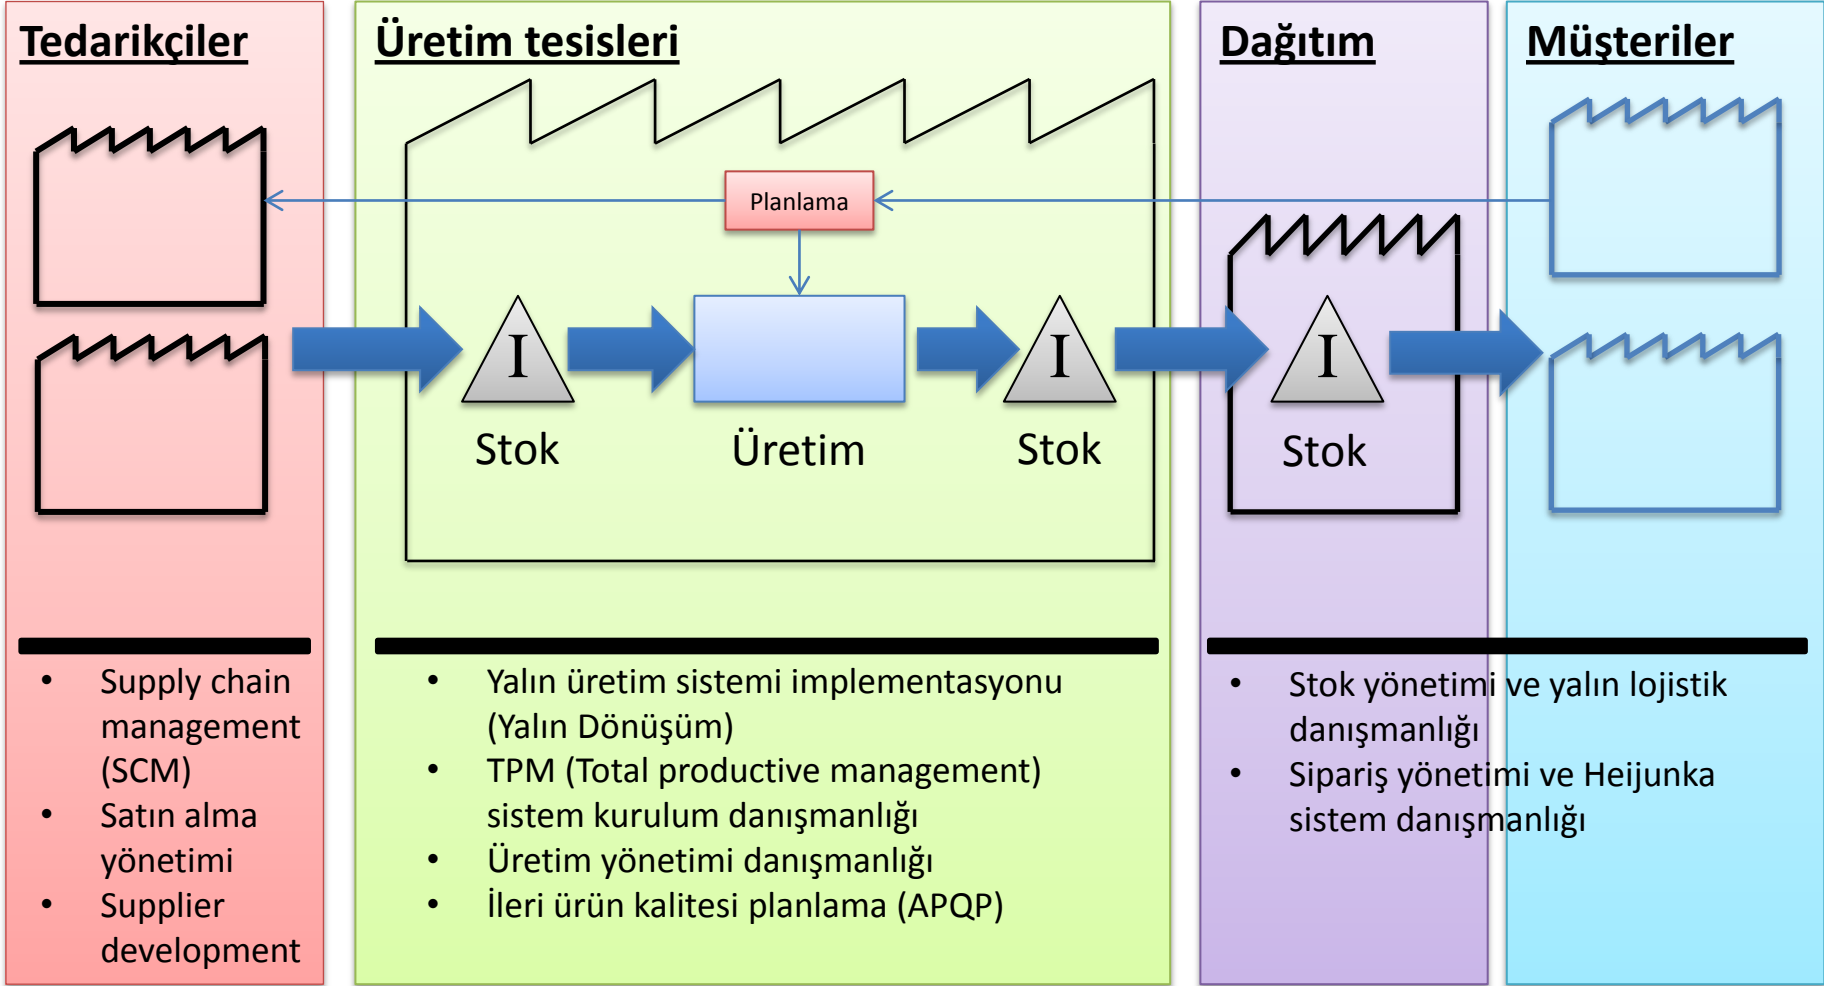 Tedarikçiler
Üretim tesisleri
Dağıtım
Müşteriler
Planlama
I
I
I
Stok
Üretim
Stok
Stok
• Supply chain
management
(SCM)
• Satın alma
yönetimi
• Supplier
development
• Yalın üretim sistemi implementasyonu
(Yalın Dönüşüm)
• TPM (Total productive management)
sistem kurulum danışmanlığı
• Üretim yönetimi danışmanlığı
• İleri ürün kalitesi planlama (APQP)
• Stok yönetimi ve yalın lojistik
danışmanlığı
• Sipariş yönetimi ve Heijunka
sistem danışmanlığı